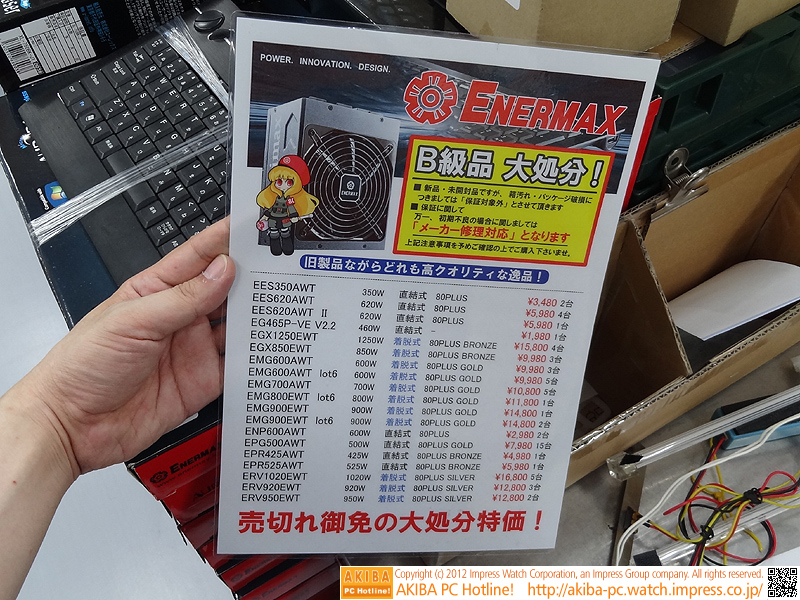 POWER. INNOVATION. DESIGN.
ENERMAX
B級品 大処分！
■ 新品・未開封品ですが、箱汚れ・パッケージ破損に
つきましては「保証対象外」とさせて頂きます
■ 保証に関して
万一、初期不良の場合に関しましては
「メーカー修理対応」となります
上記注意事項を予めご確認の上でご購入下さいませ。
旧製品ながらどれも高クオリティな逸品！
EES350AWT 350W 直結式 80PLUS ¥3,480 2台
EES620AWT 620W 直結式 80PLUS ¥5,980 4台
EES620AWT II 620W 直結式 80PLUS ¥5,980 1台
EG465P-VE V2.2 460W 直結式 - ¥1,980 1台
EGX1250EWT 1250W 着脱式 80PLUS BRONZE ¥15,800 4台
EGX850EWT 850W 着脱式 80PLUS BRONZE ¥9,980 3台
EMG600AWT 600W 着脱式 80PLUS GOLD ¥9,980 3台
EMG600AWT lot6 600W 着脱式 80PLUS GOLD ¥9,980 5台
EMG700AWT 700W 着脱式 80PLUS GOLD ¥10,800 5台
EMG800EWT lot6 800W 着脱式 80PLUS GOLD ¥11,800 1台
EMG900EWT 900W 着脱式 80PLUS GOLD ¥14,800 1台
EMG900EWT lot6 900W 着脱式 80PLUS GOLD ¥14,800 2台
ENP600AWT 600W 直結式 80PLUS ¥2,980 2台
EPG500AWT 500W 直結式 80PLUS GOLD ¥7,980 15台
EPR425AWT 425W 直結式 80PLUS BRONZE ¥4,980 1台
EPR525AWT 525W 直結式 80PLUS BRONZE ¥5,980 1台
ERV1020EWT 1020W 着脱式 80PLUS SILVER ¥16,800 5台
ERV920EWT 920W 着脱式 80PLUS SILVER ¥12,800 3台
ERV950EWT 950W 着脱式 80PLUS SILVER ¥12,800 2台
売切れ御免の大処分特価！
ENERMAX
AKIBA PC Hotline!
Copyright (c) 2012 Impress Watch Corporation, an Impress Group company. All rights reserved.
AKIBA PC Hotline! http://akiba-pc.watch.impress.co.jp/